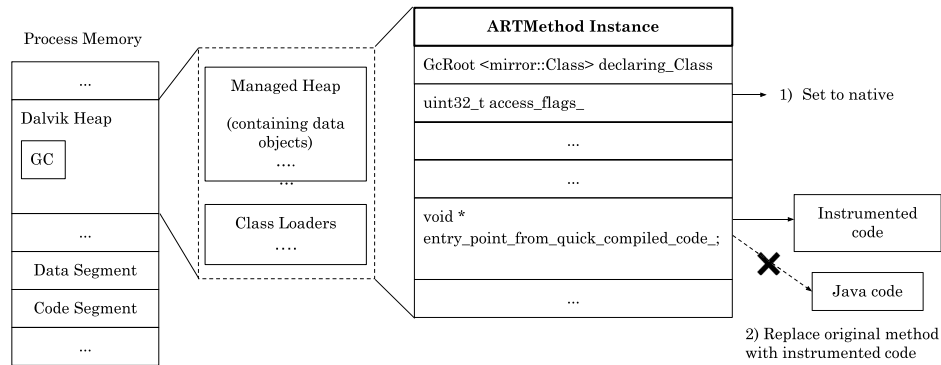 Process Memory
...
Dalvik Heap
GC
...
Data Segment
Code Segment
...
Managed Heap
(containing data
objects)
....
...
Class Loaders
....
ARTMethod Instance
GcRoot <mirror::Class> declaring_Class
uint32_t access_flags_
...
...
void *
entry_point_from_quick_compiled_code_;
...
1) Set to native
Instrumented
code
Java code
2) Replace original method
with instrumented code